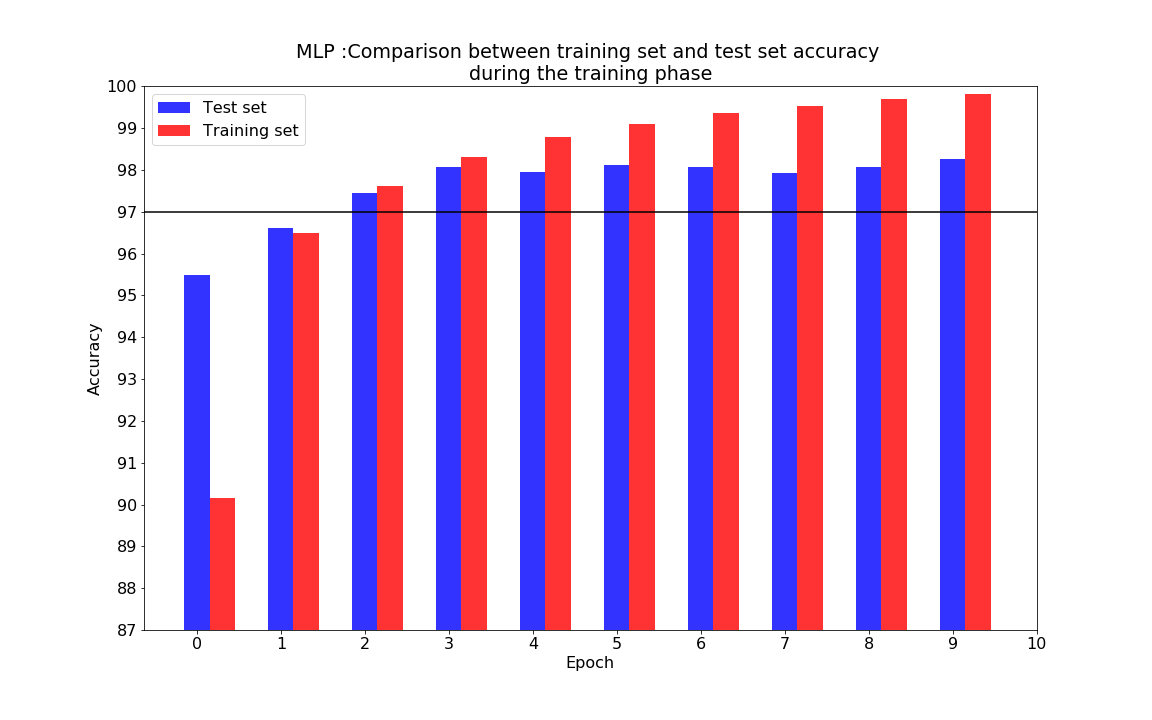 MLP :Comparison between training set and test set accuracy
during the training phase
Test set
Training set
Accuracy
100
99
98
97
96
95
94
93
92
91
90
89
88
87
0 1 2 3 4 5 6 7 8 9 10
Epoch